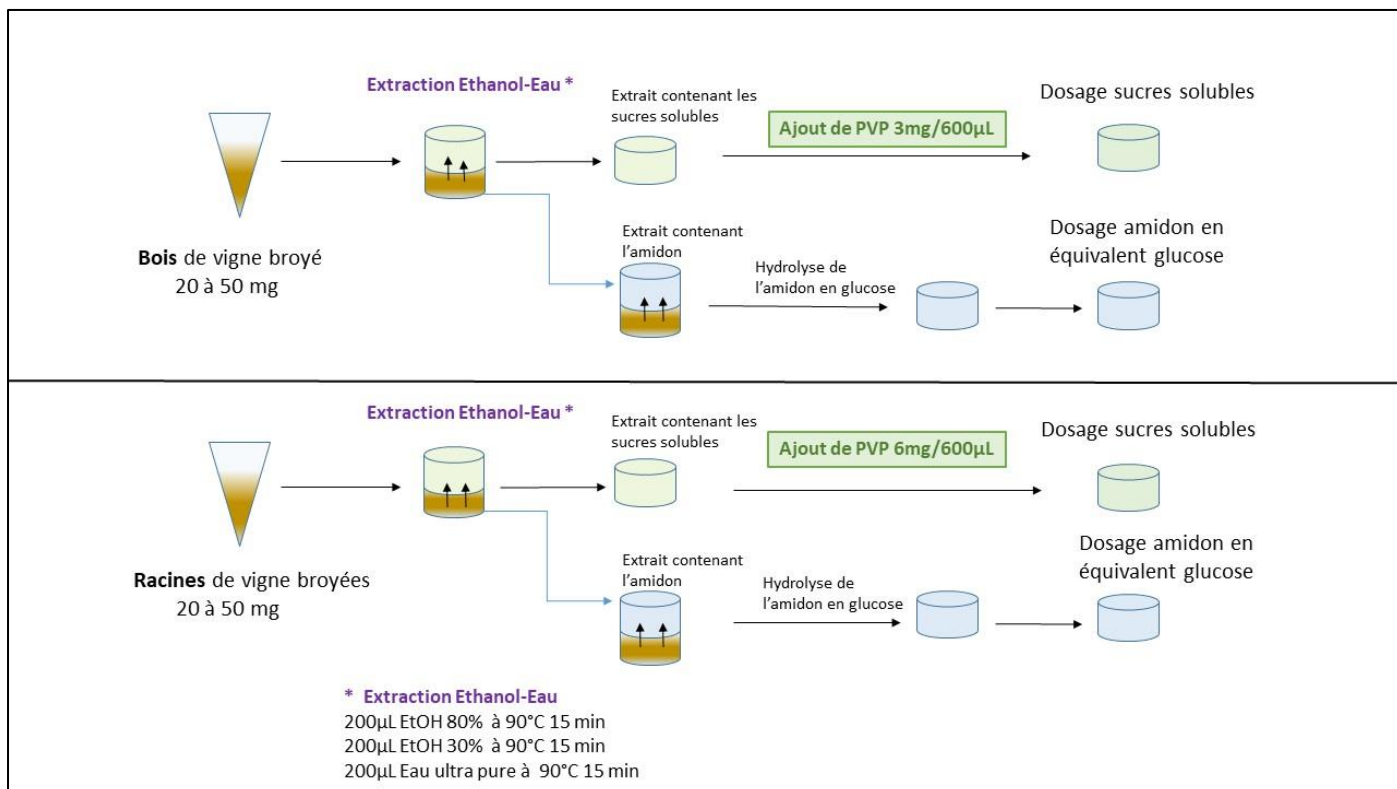 Extraction Ethanol-Eau *
Extrait contenant les
sucres solubles
Ajout de PVP 3mg/600µL
Dosage sucres solubles
Bois de vigne broyé
20 à 50 mg
Extrait contenant
l'amidon
Hydrolyse de
l'amidon en glucose
Dosage amidon en
équivalent glucose
Extraction Ethanol-Eau *
Extrait contenant les
sucres solubles
Ajout de PVP 6mg/600µL
Dosage sucres solubles
Racines de vigne broyées
20 à 50 mg
Extrait contenant
l'amidon
Hydrolyse de
l'amidon en glucose
Dosage amidon en
équivalent glucose
* Extraction Ethanol-Eau
200µL EtOH 80% à 90°C 15 min
200µL EtOH 30% à 90°C 15 min
200µL Eau ultra pure à 90°C 15 min